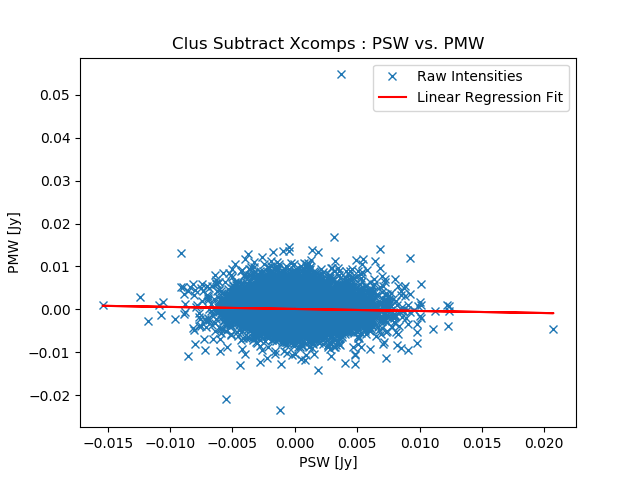 Clus Subtract Xcomps : PSW vs. PMW
Raw Intensities
Linear Regression Fit
PMW [Jy]
0.05
0.04
0.03
0.02
0.01
0.00
−0.01
−0.02
−0.015 −0.010 −0.005 0.000 0.005 0.010 0.015 0.020
PSW [Jy]